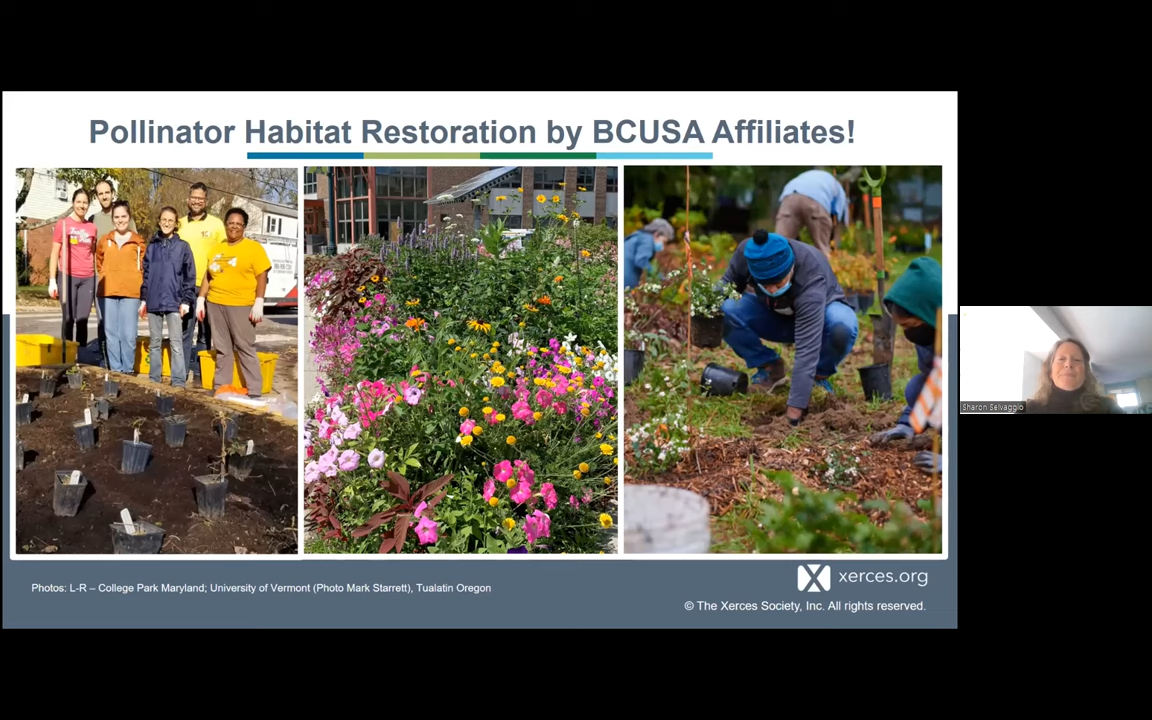 Pollinator Habitat Restoration by BCUSA Affiliates!
Sharon Selvaggio
Photos: L-R – College Park Maryland; University of Vermont (Photo Mark Starrett), Tualatin Oregon
xerces.org
© The Xerces Society, Inc. All rights reserved.